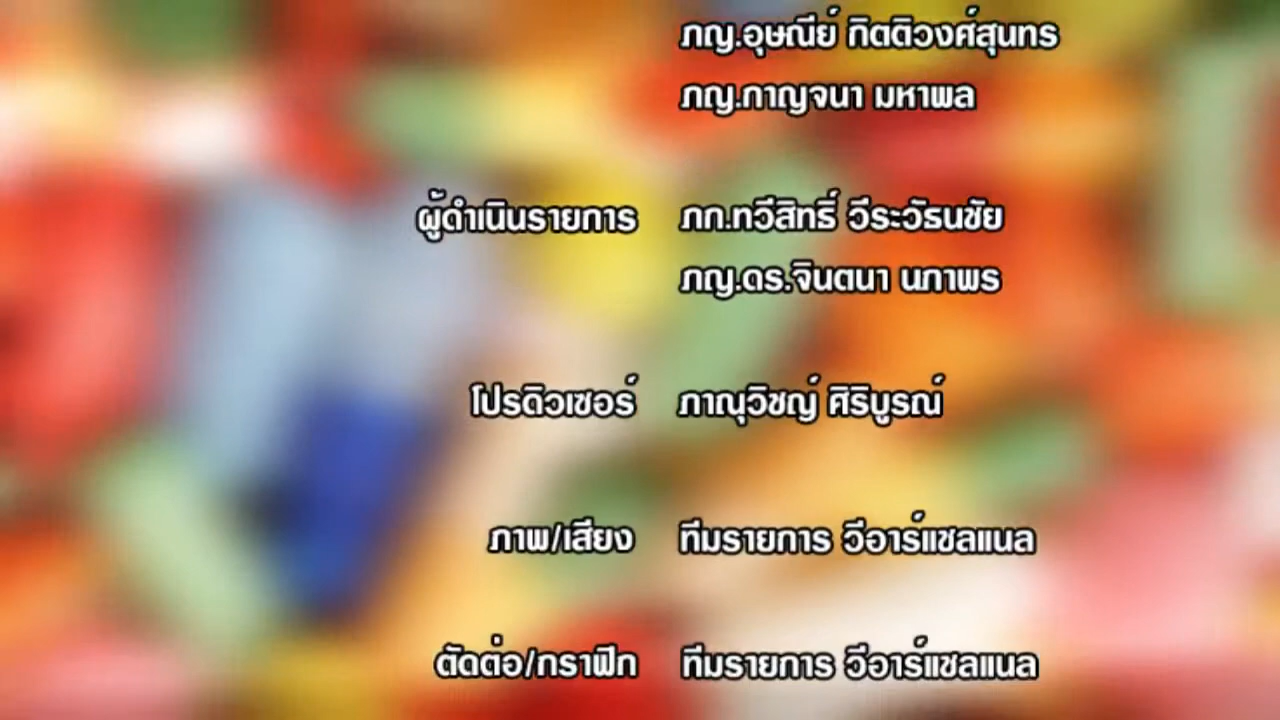 ภญ.อุษณีย์ กิตติวงศ์สุนทร
ภญ.กาญจนา มหาพล
ผู้ดำเนินรายการ ภก.ทวีสิทธิ์ วีระวัธนชัย
ภญ.ดร.จินตนา นภาพร
โปรดิวเซอร์ ภาณุวิชญ์ ศิริบูรณ์
ภาพ/เสียง ทีมรายการ วีอาร์แชลแนล
ตัดต่อ/กราฟิก ทีมรายการ วีอาร์แชลแนล